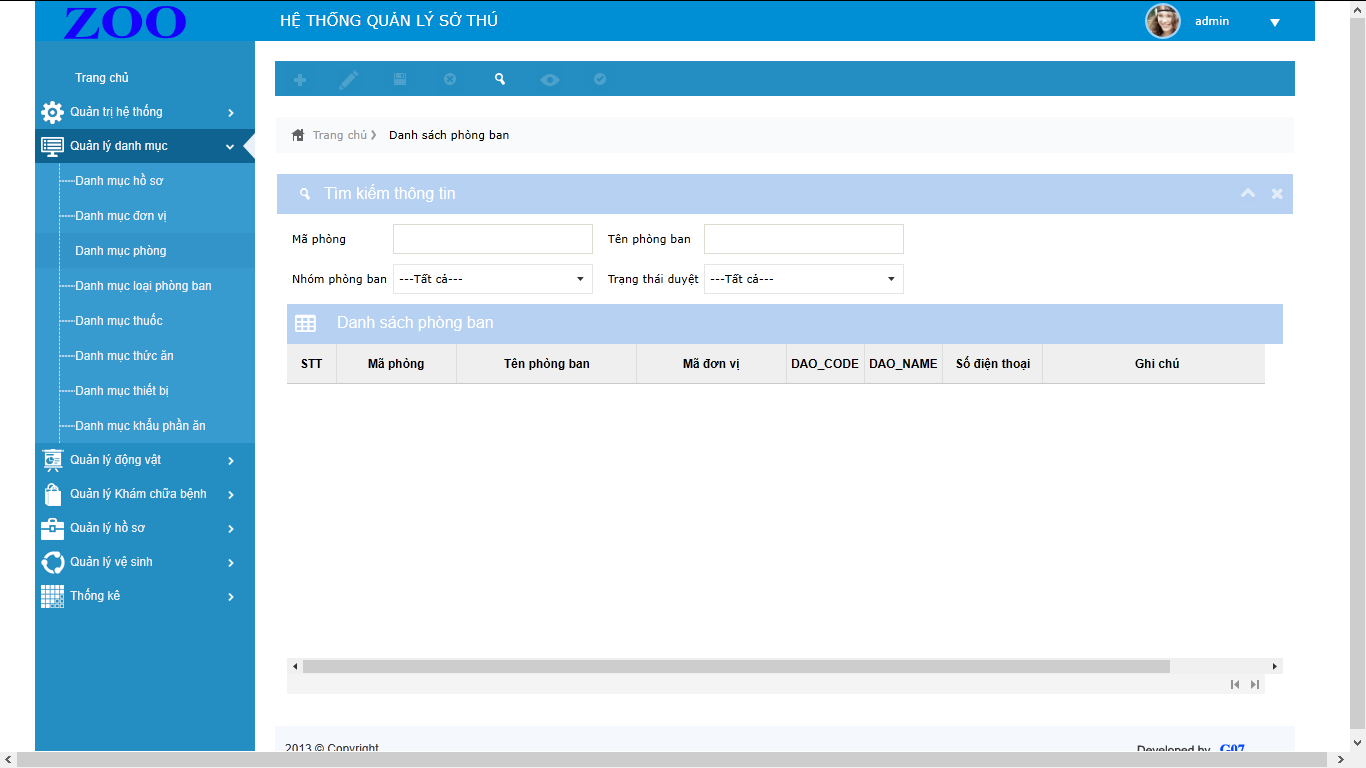 ZOO
HỆ THỐNG QUẢN LÝ SỞ THÚ
admin
Trang chủ
Quản trị hệ thống
Quản lý danh mục
Danh mục hồ sơ
Danh mục đơn vị
Danh mục phòng
Danh mục loại phòng ban
Danh mục thuốc
Danh mục thức ăn
Danh mục thiết bị
Danh mục khẩu phần ăn
Quản lý động vật
Quản lý Khám chữa bệnh
Quản lý hồ sơ
Quản lý vệ sinh
Thống kê
Trang chủ Danh sách phòng ban
Tìm kiếm thông tin
Mã phòng Tên phòng ban
Nhóm phòng ban ---Tất cả--- Trạng thái duyệt ---Tất cả---
Danh sách phòng ban
STT Mã phòng Tên phòng ban Mã đơn vị DAO_CODE DAO_NAME Số điện thoại Ghi chú
2013 © Copyright Developed by G07